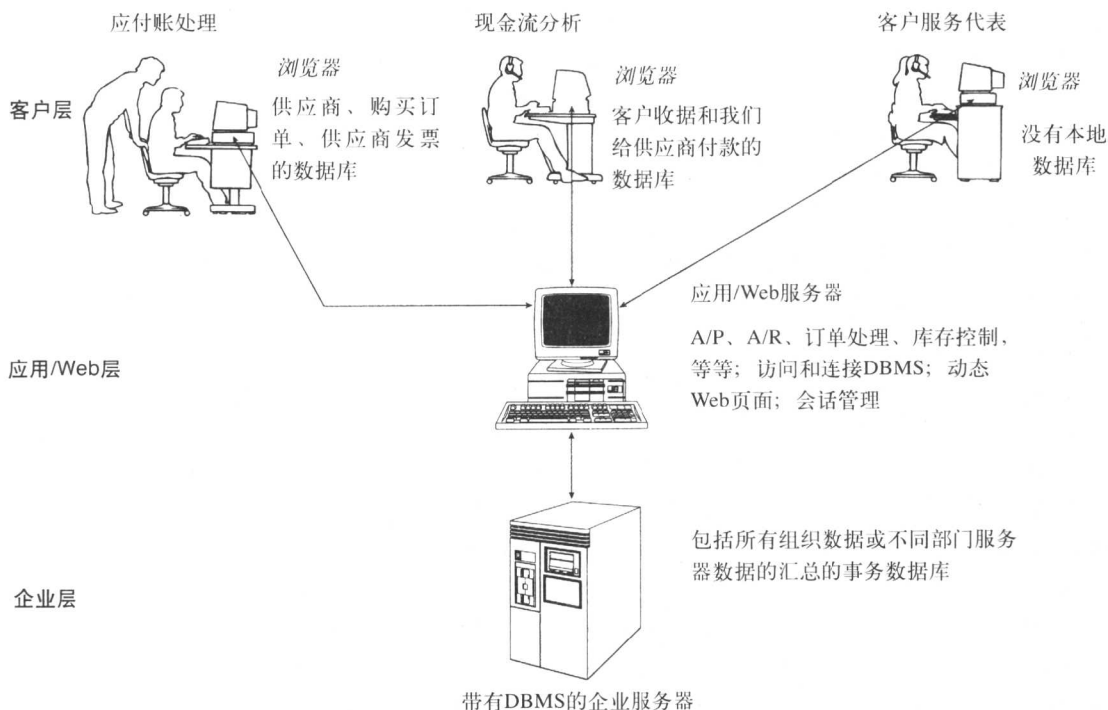 应付账处理
现金流分析
客户服务代表
客户层
浏览器
供应商、购买订
单、供应商发票
的数据库
浏览器
客户收据和我们
给供应商付款的
数据库
浏览器
没有本地
数据库
应用/Web层
应用/Web服务器
A/P、A/R、订单处理、库存控制，
等等；访问和连接DBMS；动态
Web页面；会话管理
企业层
包括所有组织数据或不同部门服务
器数据的汇总的事务数据库
带有DBMS的企业服务器